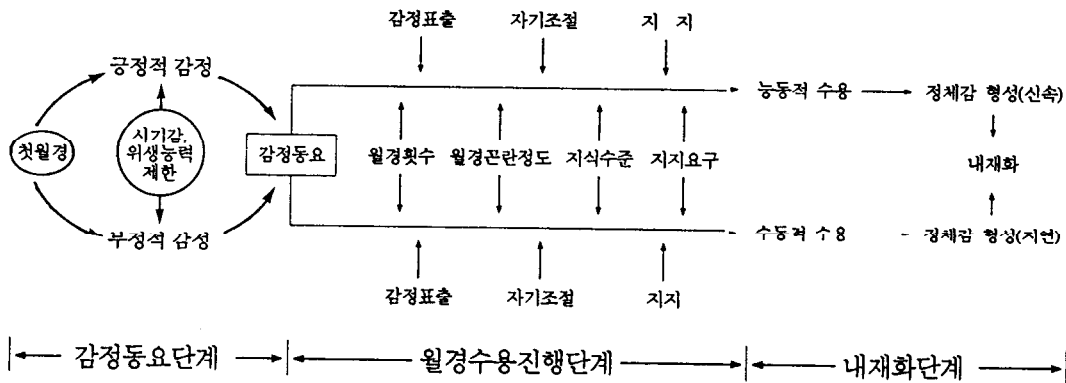 감정표출 자기조절 지 지
긍정적 감정
능동적 수용 정체감 형성(신속)
첫월경
시기감,
위생능력
제한
감정동요
월경횟수 월경곤란정도 지식수준 지지요구
내재화
부정적 감정
수동적 수용 정체감 형성(지연)
감정표출 자기조절 지지
감정동요단계 월경수용진행단계 내재화단계